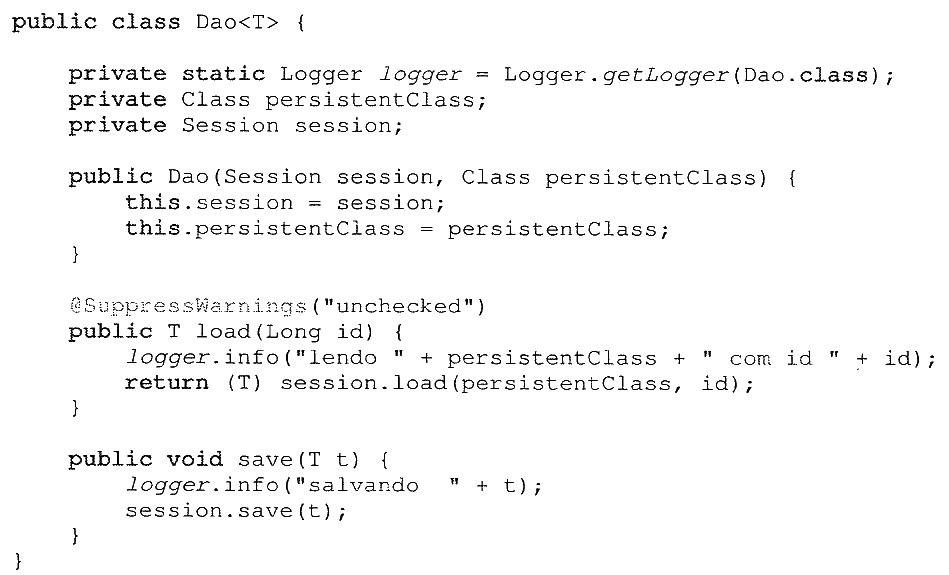 public class Dao<T> {
private static Logger logger = Logger.getLogger(Dao.class);
private Class persistentClass;
private Session session;
public Dao(Session session, Class persistentClass) {
this.session = session;
this.persistentClass = persistentClass;
}
@SuppressWarnings("unchecked")
public T load(Long id) {
logger.info("lendo " + persistentClass + " com id " + id);
return (T) session.load(persistentClass, id);
}
public void save(T t) {
logger.info("salvando  " + t);
session.save(t);
}
}